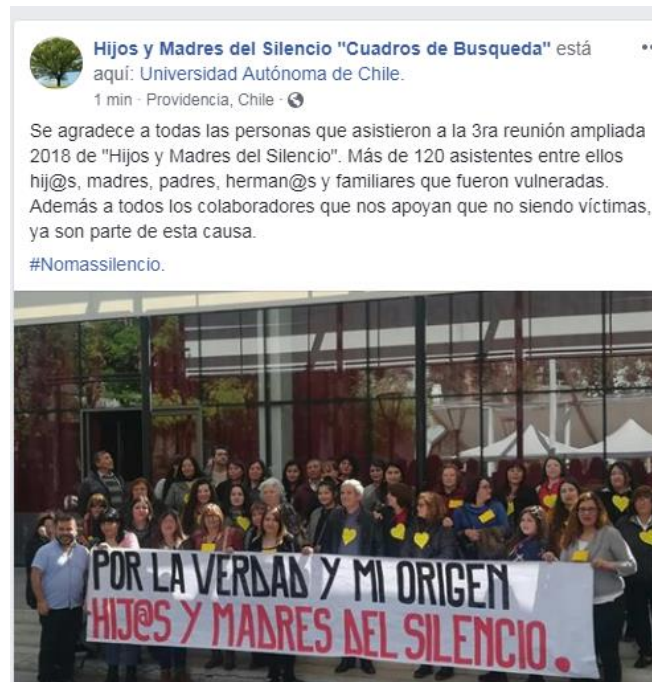 Hijos y Madres del Silencio "Cuadros de Busqueda" está
aquí: Universidad Autónoma de Chile.
1 min · Providencia, Chile ·
Se agradece a todas las personas que asistieron a la 3ra reunión ampliada
2018 de "Hijos y Madres del Silencio". Más de 120 asistentes entre ellos
hij@s, madres, padres, herman@s y familiares que fueron vulneradas.
Además a todos los colaboradores que nos apoyan que no siendo víctimas,
ya son parte de esta causa.
#Nomassilencio.
POR LA VERDAD Y MI ORIGEN
HIJ@S Y MADRES DEL SILENCIO.